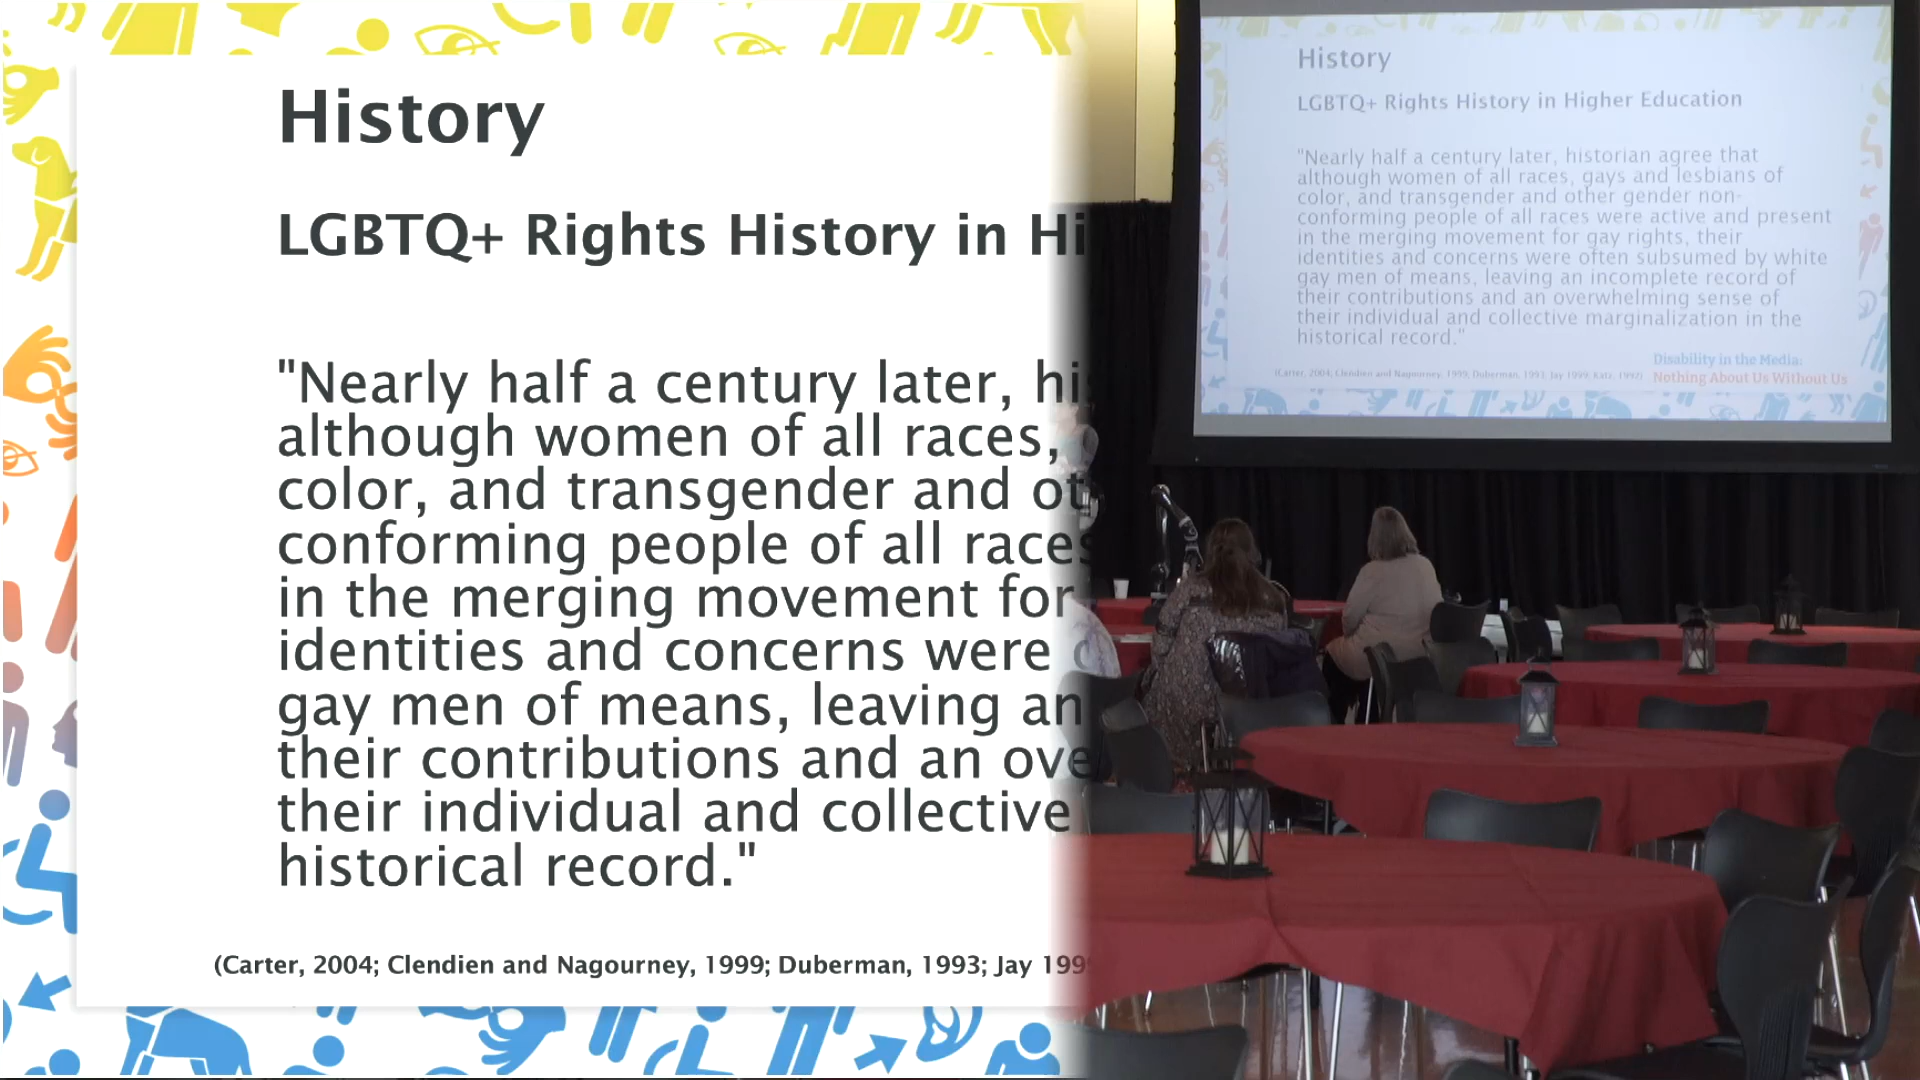 History
LGBTQ+ Rights History in Hi
"Nearly half a century later, his
although women of all races,
color, and transgender and ot
conforming people of all races
in the merging movement for
identities and concerns were o
gay men of means, leaving an
their contributions and an ove
their individual and collective
historical record."
(Carter, 2004; Clendien and Nagourney, 1999; Duberman, 1993; Jay 199
History
LGBTQ+ Rights History in Higher Education
"Nearly half a century later, historian agree that
although women of all races, gays and lesbians of
color, and transgender and other gender non-
conforming people of all races were active and present
in the merging movement for gay rights, their
identities and concerns were often subsumed by white
gay men of means, leaving an incomplete record of
their contributions and an overwhelming sense of
their individual and collective marginalization in the
historical record."
(Carter, 2004; Clendien and Nagourney, 1999; Duberman, 1993; Jay 1999; Katz, 1992)
Disability in the Media:
Nothing About Us Without Us